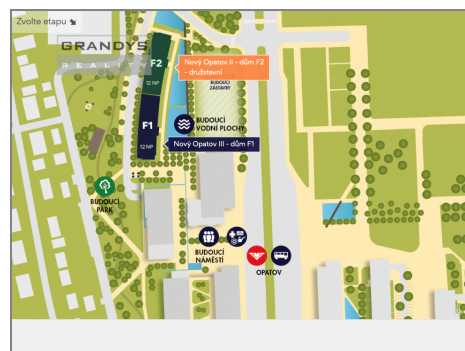 Zvolte etapu
GRANDYS
REALITY
F2
12 NP
Nový Opatov II - dům F2
- družstevní
BUDOUCÍ
ZÁSTAVBY
F1
12 NP
BUDOUCÍ
VODNÍ PLOCHY
Nový Opatov III - dům F1
BUDOUCÍ
PARK
BUDOUCÍ
NÁMĚSTÍ
OPATOV